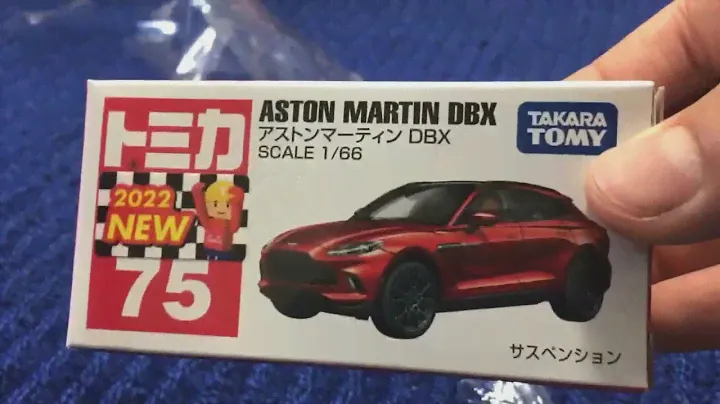 トミカ
2022
NEW
75
ASTON MARTIN DBX
アストンマーティン DBX
SCALE 1/66
TAKARA
TOMY
サスペンション